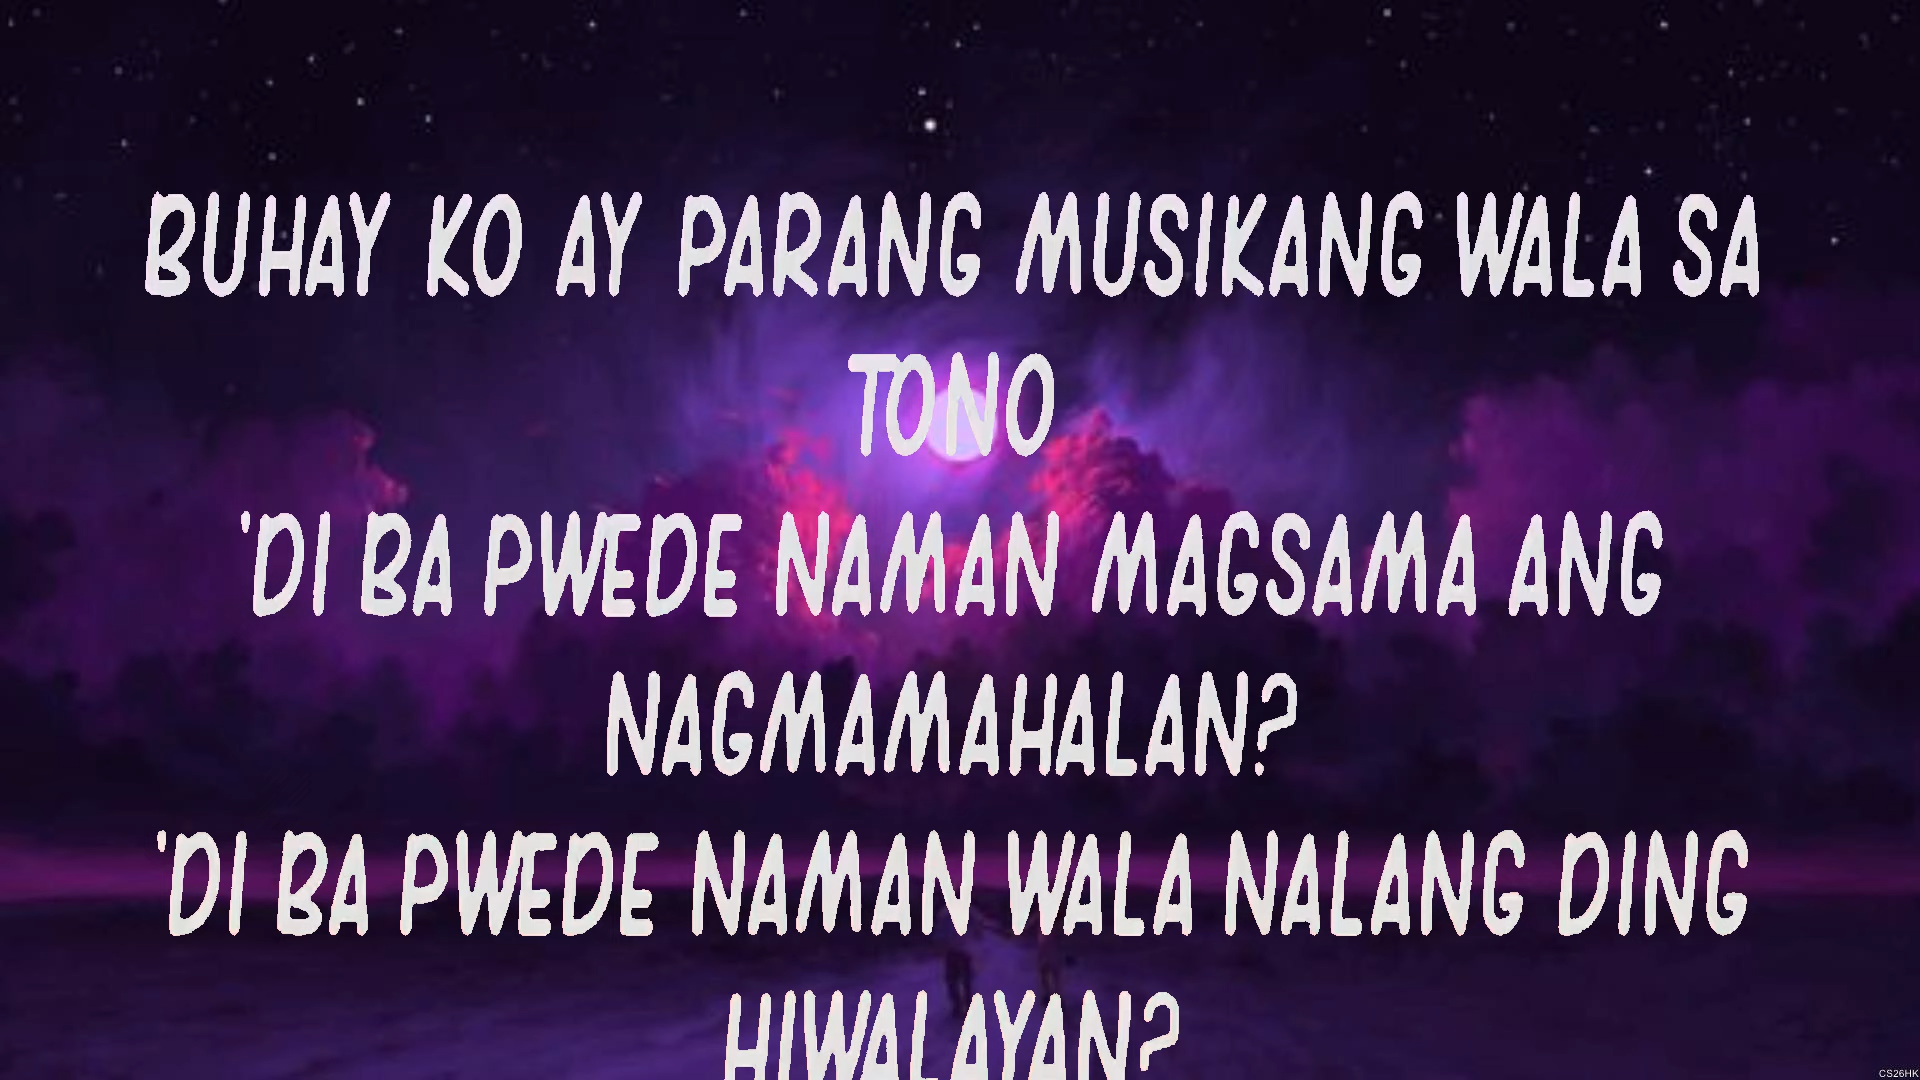 BUHAY KO AY PARANG MUSIKANG WALA SA
TONO
'DI BA PWEDE NAMAN MAGSAMA ANG
NAGMAMAHALAN?
'DI BA PWEDE NAMAN WALA NALANG DING
HIWALAYAN?
CS26HK